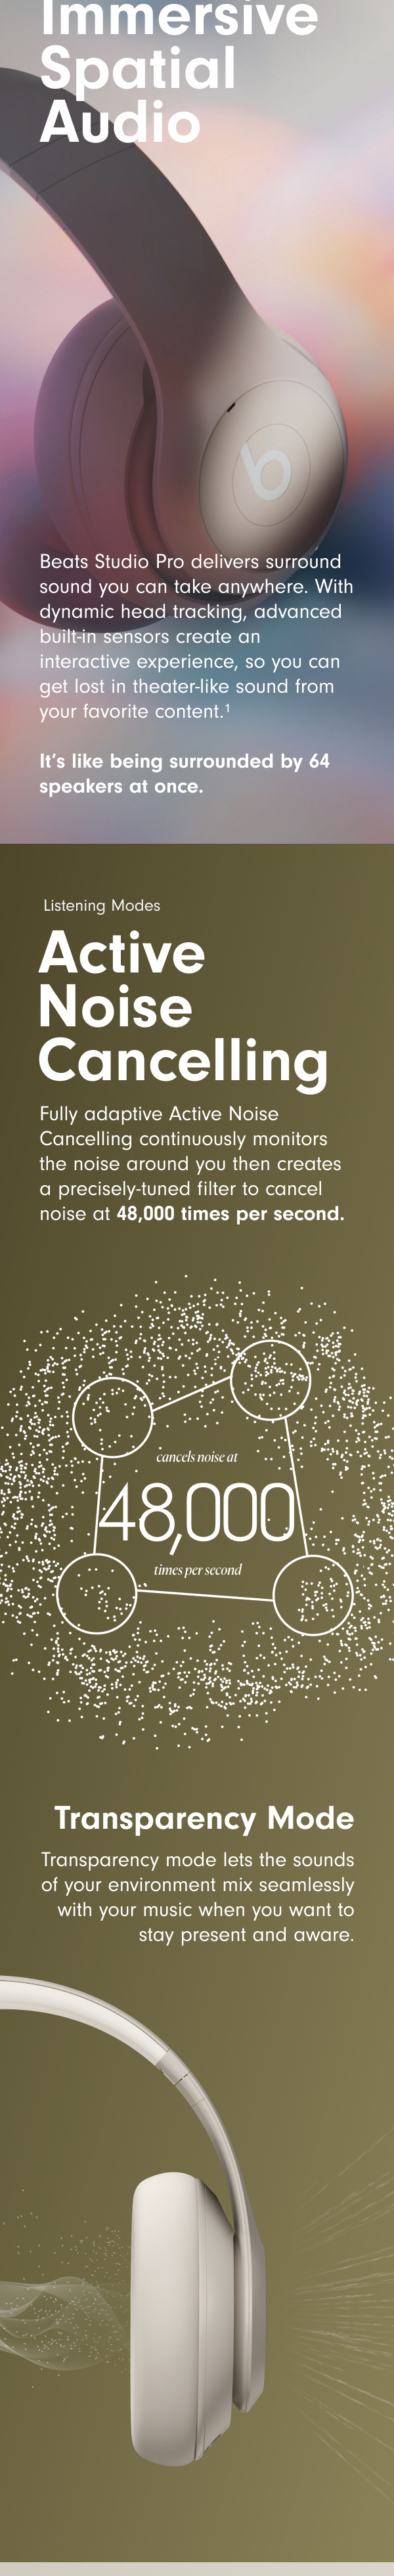 Immersive
Spatial
Audio
Beats Studio Pro delivers surround
sound you can take anywhere. With
dynamic head tracking, advanced
built-in sensors create an
interactive experience, so you can
get lost in theater-like sound from
your favorite content.¹
It’s like being surrounded by 64
speakers at once.
Listening Modes
Active
Noise
Cancelling
Fully adaptive Active Noise
Cancelling continuously monitors
the noise around you then creates
a precisely-tuned filter to cancel
noise at 48,000 times per second.
cancels noise at
48,000
times per second
Transparency Mode
Transparency mode lets the sounds
of your environment mix seamlessly
with your music when you want to
stay present and aware.